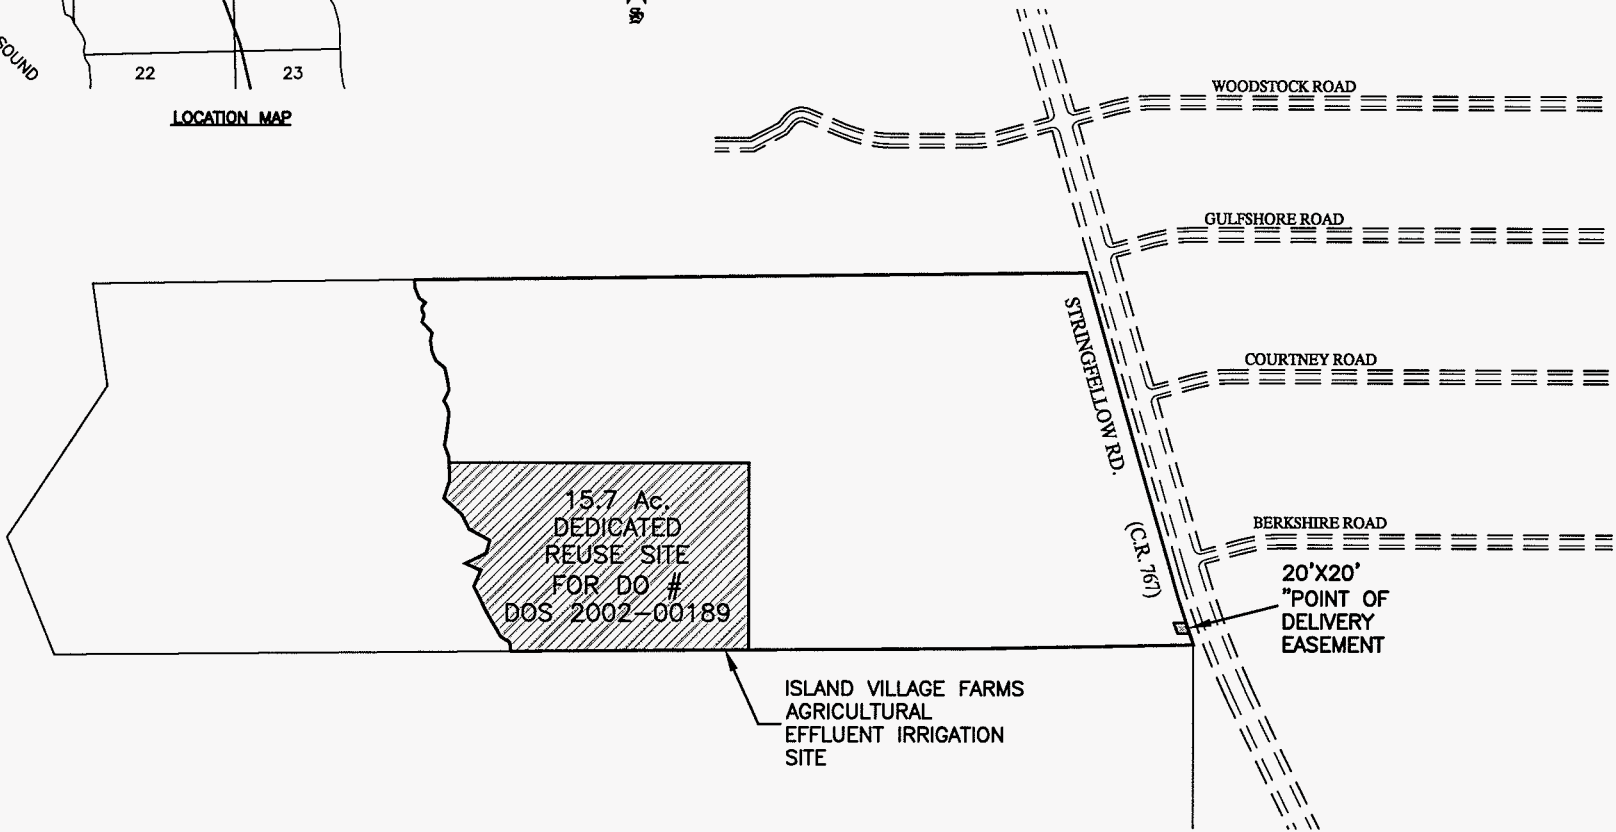 SOUND
22
23
LOCATION MAP
WOODSTOCK ROAD
GULFSHORE ROAD
STRINGFELLOW RD.
(C.R. 767)
COURTNEY ROAD
BERKSHIRE ROAD
15.7 Ac.
DEDICATED
REUSE SITE
FOR DO #
DOS 2002-00189
20'X20'
"POINT OF
DELIVERY
EASEMENT
ISLAND VILLAGE FARMS
AGRICULTURAL
EFFLUENT IRRIGATION
SITE